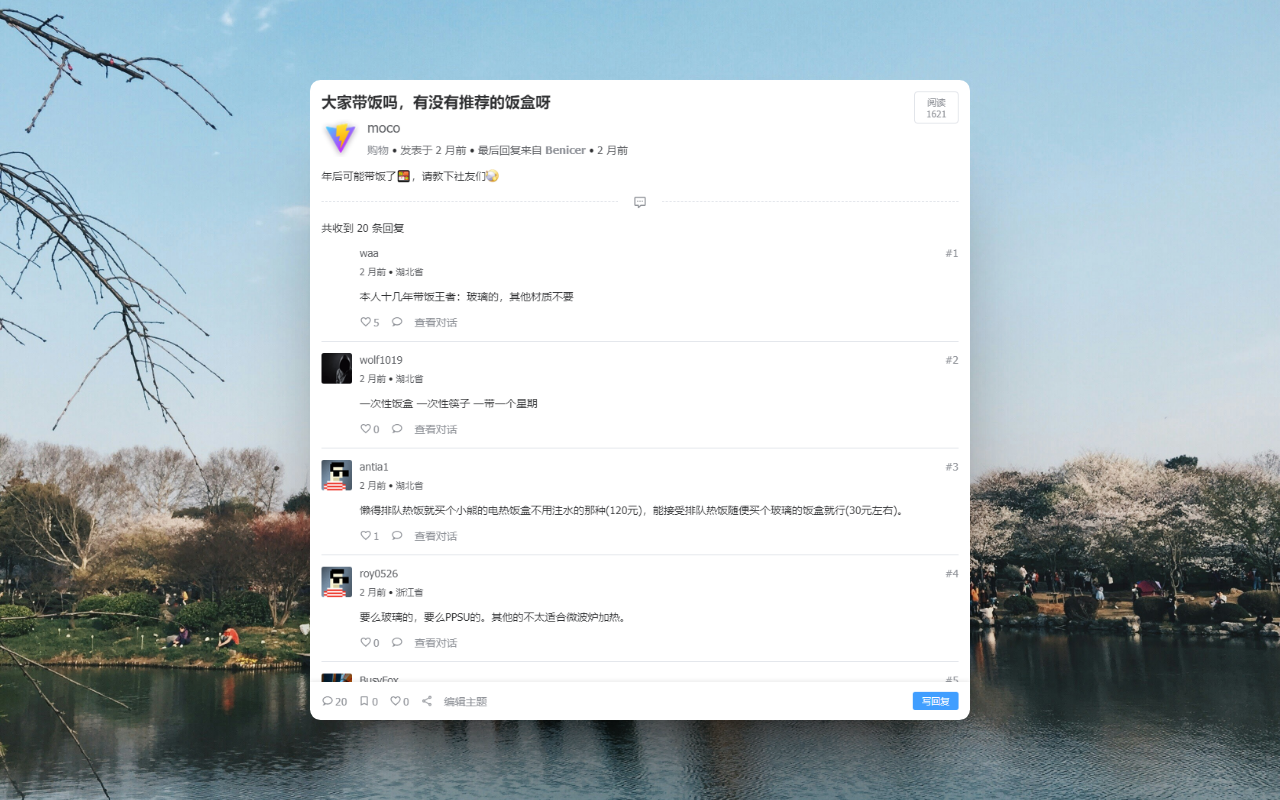 大家带饭吗，有没有推荐的饭盒呀
阅读
1621
moco
购物 • 发表于 2 月前 • 最后回复来自 Benicer • 2 月前
年后可能带饭了🍱，请教下社友们🍚
共收到 20 条回复
waa
#1
2 月前 • 湖北省
本人十几年带饭王者：玻璃的，其他材质不要
5 查看对话
wolf1019
#2
2 月前 • 湖北省
一次性饭盒 一次性筷子 一带一个星期
0 查看对话
antia1
#3
2 月前 • 湖北省
懒得排队热饭就买个小熊的电热饭盒不用注水的那种(120元)，能接受排队热饭随便买个玻璃的饭盒就行(30元左右)。
1 查看对话
roy0526
#4
2 月前 • 浙江省
要么玻璃的，要么PPSU的。其他的不太适合微波炉加热。
0 查看对话
BusyFox
#5
20 0 0 编辑主题
写回复